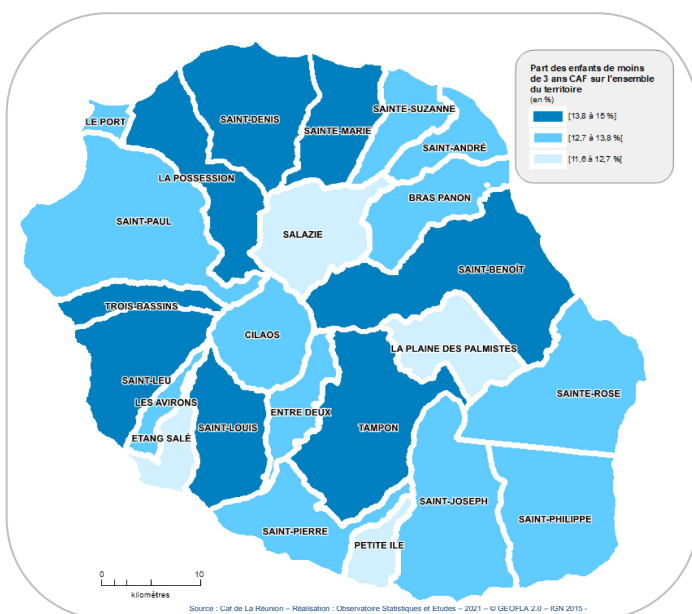 Part des enfants de moins
de 3 ans CAF sur l'ensemble
du territoire
(en %)
[13,8 à 15 %]
[12,7 à 13,8 %[
[11,6 à 12,7 %[
SAINTE-SUZANNE
LE PORT
SAINT-DENIS
SAINTE-MARIE
SAINT-ANDRÉ
LA POSSESSION
BRAS PANON
SAINT-PAUL
SALAZIE
SAINT-BENOÎT
TROIS-BASSINS
CILAOS
LA PLAINE DES PALMISTES
SAINT-LEU
SAINTE-ROSE
LES AVIRONS
ENTRE DEUX
SAINT-LOUIS
TAMPON
ETANG SALÉ
SAINT-JOSEPH
SAINT-PHILIPPE
SAINT-PIERRE
PETITE ILE
0 10
kilomètres
Source : Caf de La Réunion – Réalisation : Observatoire Statistiques et Etudes – 2021 – © GEOFLA 2.0 – IGN 2015 -